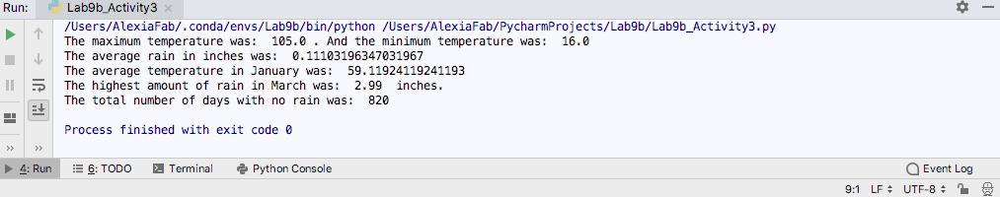 Run: Lab9b_Activity3 ×
/Users/AlexiaFab/.conda/envs/Lab9b/bin/python /Users/AlexiaFab/PycharmProjects/Lab9b/Lab9b_Activity3.py
The maximum temperature was:  105.0 . And the minimum temperature was:  16.0
The average rain in inches was:  0.11103196347031967
The average temperature in January was:  59.11924119241193
The highest amount of rain in March was:  2.99  inches.
The total number of days with no rain was:  820
Process finished with exit code 0
4: Run 6: TODO Terminal Python Console Event Log
9:1 LF UTF-8